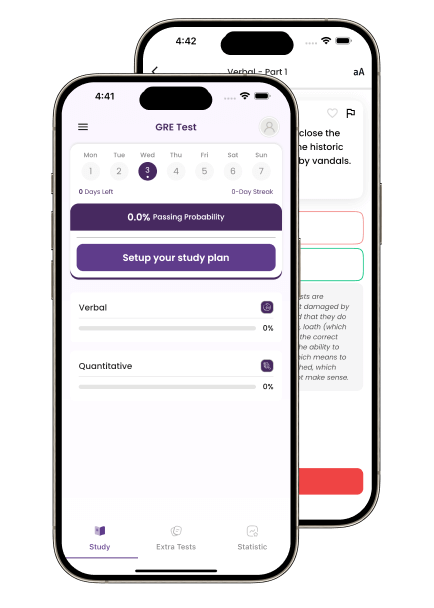 4:42
Verbal - Part 1
aA
close the
ne historic
by vandals.
sts are
t damaged by
d that they do
, loath (which
the correct
he ability to
which means to
hed, which
ot make sense.
4:41
GRE Test
Mon Tue Wed Thu Fri Sat Sun
1 2 3 4 5 6 7
0 Days Left 0-Day Streak
0.0% Passing Probability
Setup your study plan
Verbal
0%
Quantitative
0%
Study Extra Tests Statistic